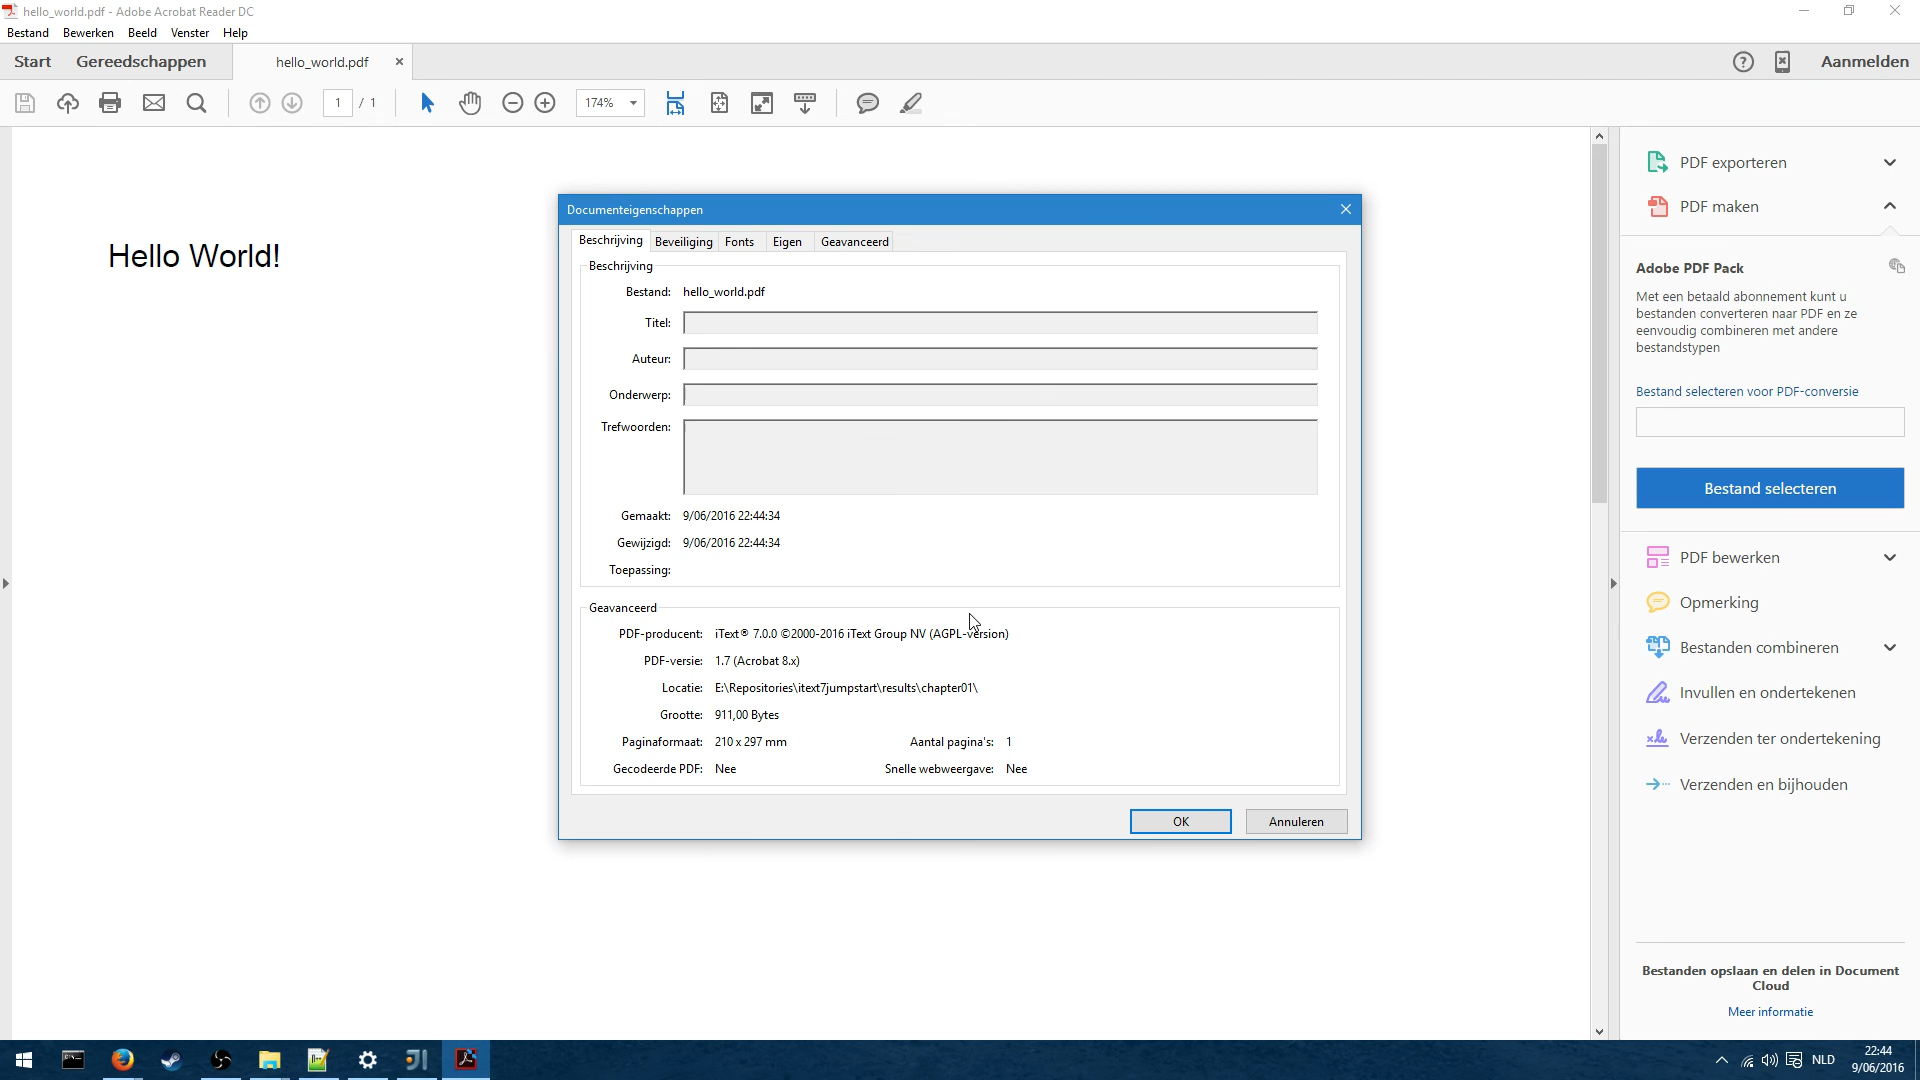 hello_world.pdf - Adobe Acrobat Reader DC
Bestand Bewerken Beeld Venster Help
Start Gereedschappen hello_world.pdf Aanmelden
1 / 1 174%
Hello World!
Documenteigenschappen
Beschrijving Beveiliging Fonts Eigen Geavanceerd
Beschrijving
Bestand: hello_world.pdf
Titel:
Auteur:
Onderwerp:
Trefwoorden:
Gemaakt: 9/06/2016 22:44:34
Gewijzigd: 9/06/2016 22:44:34
Toepassing:
Geavanceerd
PDF-producent: iText® 7.0.0 ©2000-2016 iText Group NV (AGPL-version)
PDF-versie: 1.7 (Acrobat 8.x)
Locatie: E:\Repositories\itext7jumpstart\results\chapter01\
Grootte: 911,00 Bytes
Paginaformaat: 210 x 297 mm Aantal pagina's: 1
Gecodeerde PDF: Nee Snelle webweergave: Nee
OK Annuleren
PDF exporteren
PDF maken
Adobe PDF Pack
Met een betaald abonnement kunt u
bestanden converteren naar PDF en ze
eenvoudig combineren met andere
bestandstypen
Bestand selecteren voor PDF-conversie
Bestand selecteren
PDF bewerken
Opmerking
Bestanden combineren
Invullen en ondertekenen
Verzenden ter ondertekening
Verzenden en bijhouden
Bestanden opslaan en delen in Document
Cloud
Meer informatie
NLD
22:44
9/06/2016